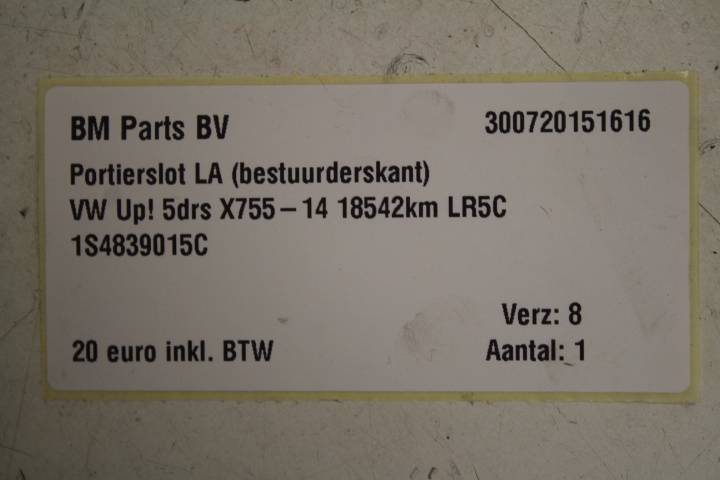 BM Parts BV 300720151616
Portierslot LA (bestuurderskant)
VW Up! 5drs X755-14 18542km LR5C
1S4839015C
Verz: 8
20 euro inkl. BTW Aantal: 1